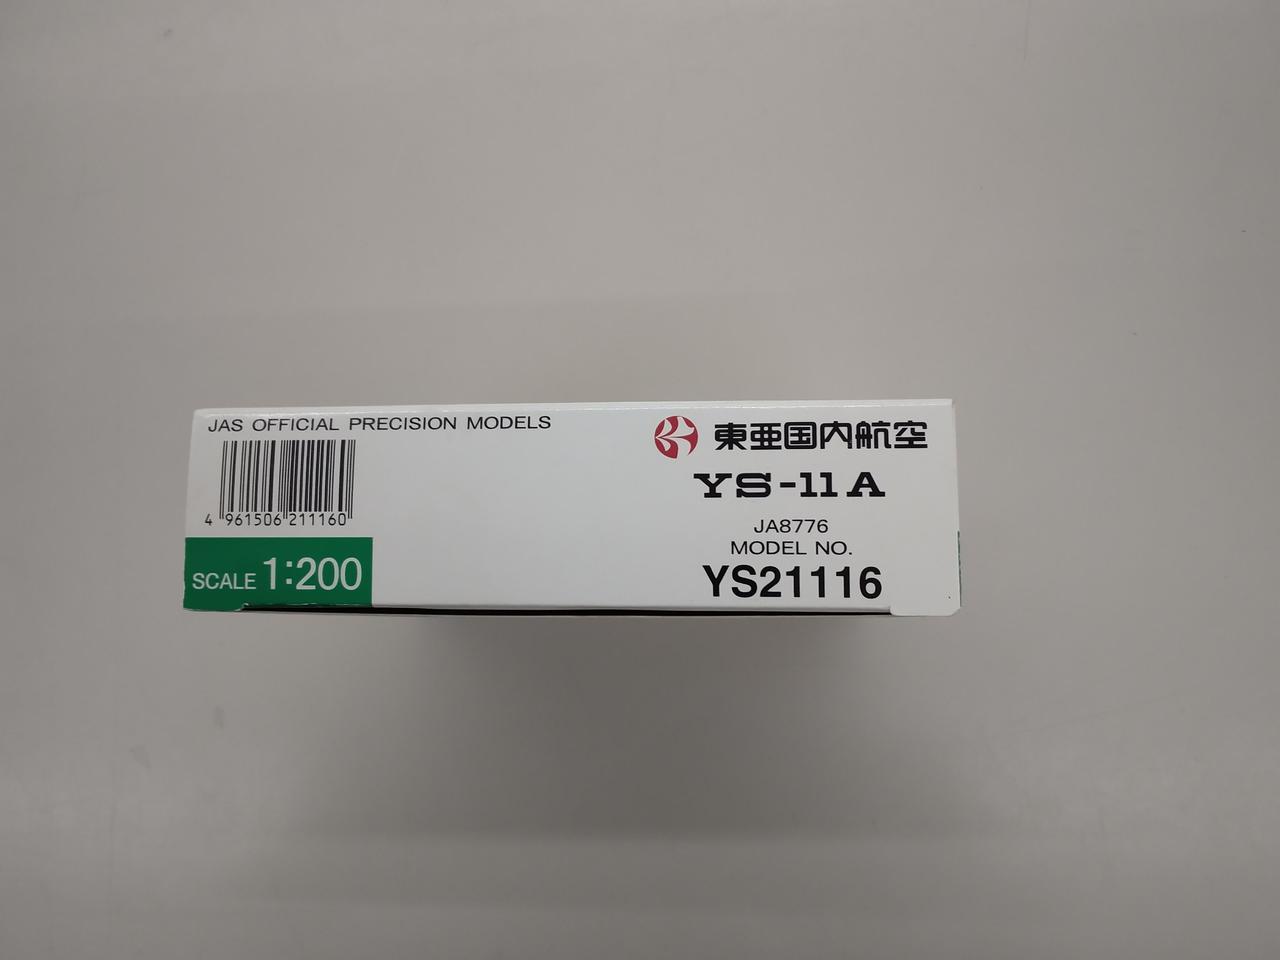 JAS OFFICIAL PRECISION MODELS
4 961506 211160
SCALE 1:200
東亜国内航空
YS-11A
JA8776
MODEL NO.
YS21116